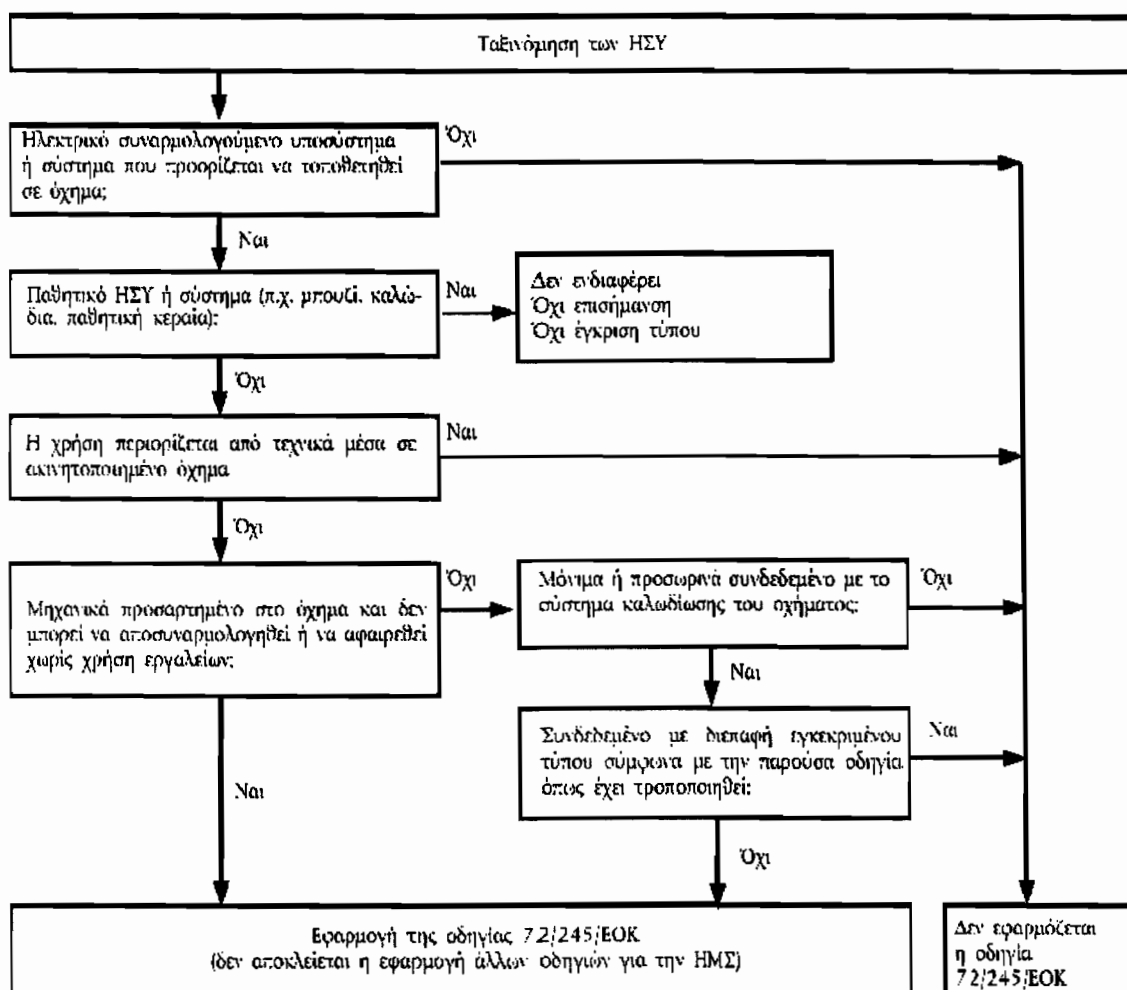 Ταξινόμηση των ΗΣΥ
Ηλεκτρικό συναρμολογούμενο υποσύστημα
ή σύστημα που προορίζεται να τοποθετηθεί
σε όχημα;
Όχι
Ναι
Παθητικό ΗΣΥ ή σύστημα (π.χ. μπουζί, καλώ-
δια, παθητική κεραία):
Ναι
Δεν ενδιαφέρει
Όχι επισήμανση
Όχι έγκριση τύπου
Όχι
Η χρήση περιορίζεται από τεχνικά μέσα σε
ακινητοποιημένο όχημα
Ναι
Όχι
Μηχανικά προσαρτημένο στο όχημα και δεν
μπορεί να αποσυναρμολογηθεί ή να αφαιρεθεί
χωρίς χρήση εργαλείων;
Όχι
Μόνιμα ή προσωρινά συνδεδεμένο με το
σύστημα καλωδίωσης του οχήματος;
Όχι
Ναι
Συνδεδεμένο με διεπαφή εγκεκριμένου
τύπου σύμφωνα με την παρούσα οδηγία
όπως έχει τροποποιηθεί;
Ναι
Ναι
Όχι
Εφαρμογή της οδηγίας 72/245/ΕΟΚ
(δεν αποκλείεται η εφαρμογή άλλων οδηγιών για την ΗΜΣ)
Δεν εφαρμόζεται
η οδηγία
72/245/ΕΟΚ